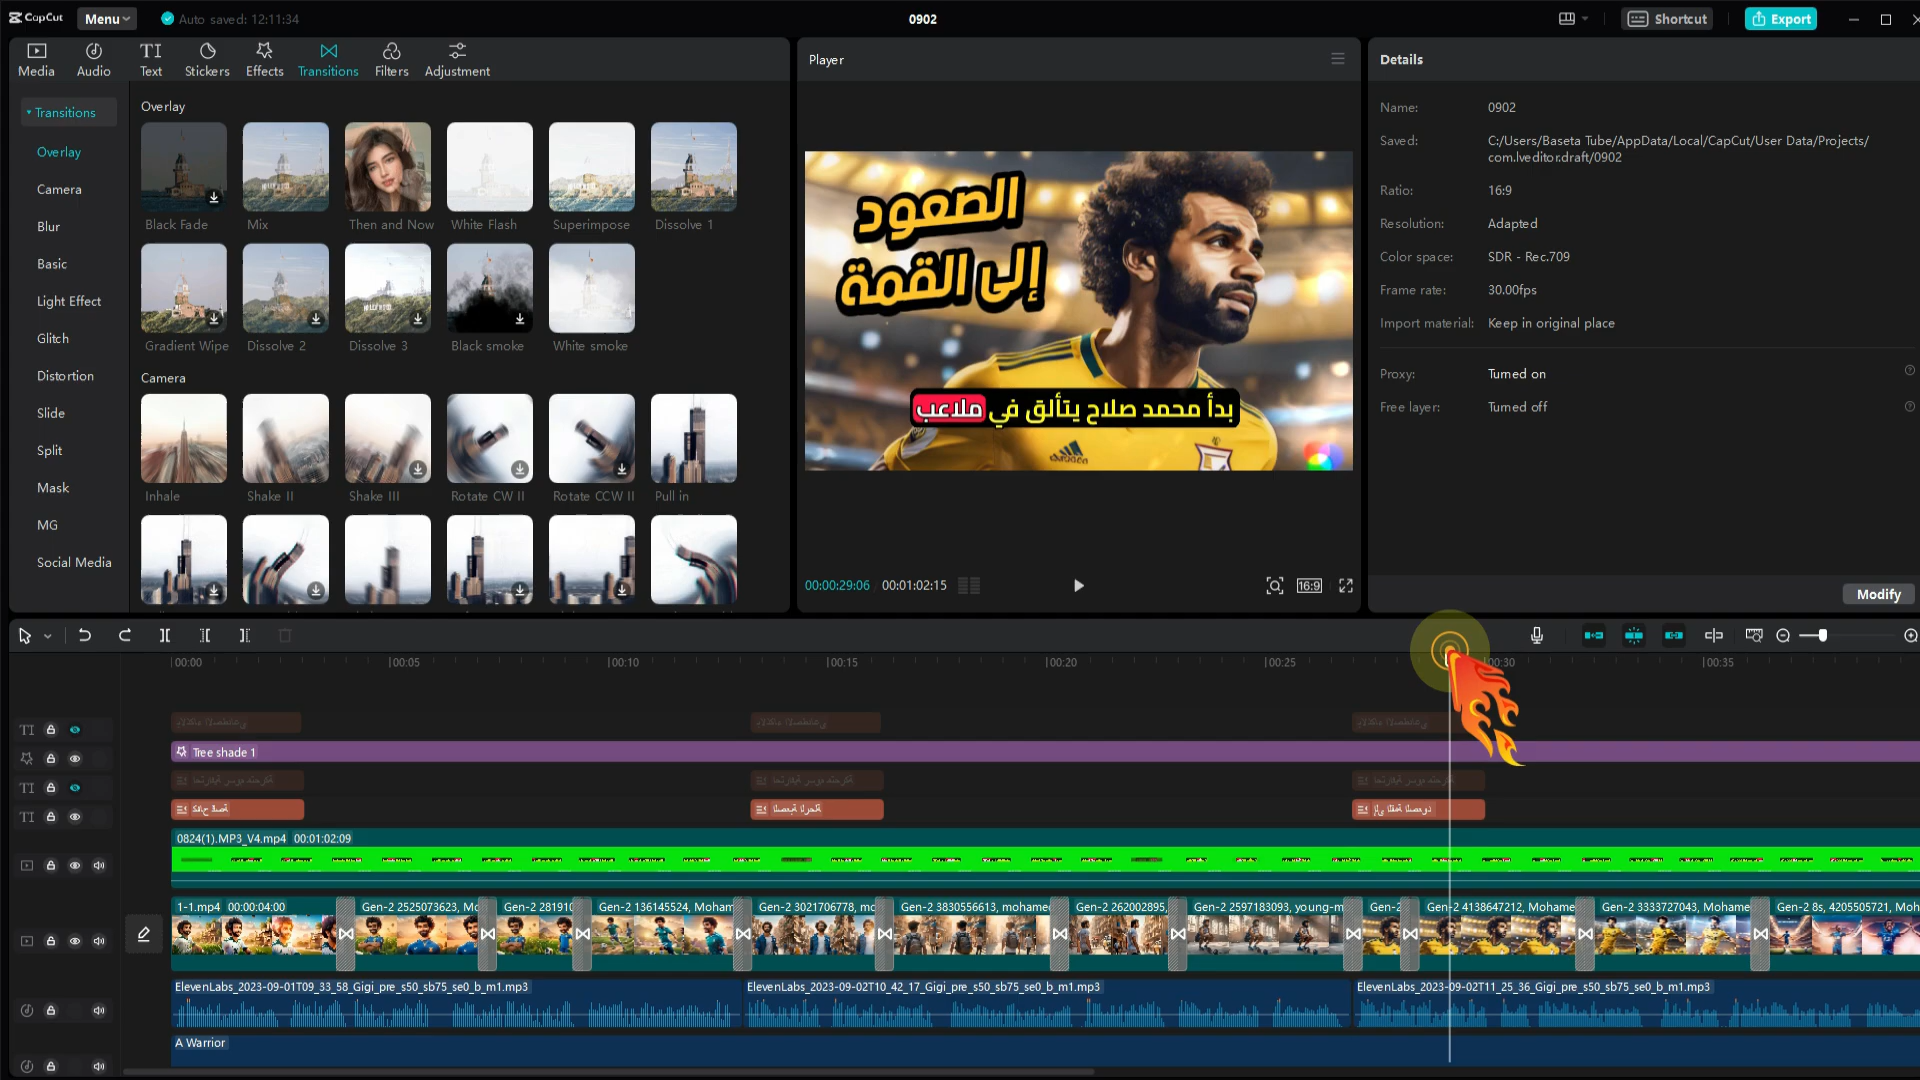 CapCut
Menu
Auto saved: 12:11:34
0902
Shortcut
Export
Media
Audio
Text
Stickers
Effects
Transitions
Filters
Adjustment
Transitions
Overlay
Camera
Blur
Basic
Light Effect
Glitch
Distortion
Slide
Split
Mask
MG
Social Media
Overlay
Black Fade
Mix
Then and Now
White Flash
Superimpose
Dissolve 1
Gradient Wipe
Dissolve 2
Dissolve 3
Black smoke
White smoke
Camera
Inhale
Shake II
Shake III
Rotate CW II
Rotate CCW II
Pull in
Player
الصعود
إلى القمة
بدأ محمد صلاح يتألق في ملاعب
00:00:29:06
00:01:02:15
16:9
Details
Name: 0902
Saved: C:/Users/Baseta Tube/AppData/Local/CapCut/User Data/Projects/
com.lveditor.draft/0902
Ratio: 16:9
Resolution: Adapted
Color space: SDR - Rec.709
Frame rate: 30.00fps
Import material: Keep in original place
Proxy: Turned on
Free layer: Turned off
Modify
00:00
00:05
00:10
00:15
00:20
00:25
00:30
00:35
Tree shade 1
0824(1).MP3_V4.mp4 00:01:02:09
1-1.mp4 00:00:04:00
Gen-2 2525073623, Mo
Gen-2 281910
Gen-2 136145524, Moham
Gen-2 3021706778, mo
Gen-2 3830556613, mohame
Gen-2 262002895,
Gen-2 2597183093, young-m
Gen-2
Gen-2 4138647212, Mohame
Gen-2 3333727043, Mohame
Gen-2 8s, 4205505721, Moh
ElevenLabs_2023-09-01T09_33_58_Gigi_pre_s50_sb75_se0_b_m1.mp3
ElevenLabs_2023-09-02T10_42_17_Gigi_pre_s50_sb75_se0_b_m1.mp3
ElevenLabs_2023-09-02T11_25_36_Gigi_pre_s50_sb75_se0_b_m1.mp3
A Warrior